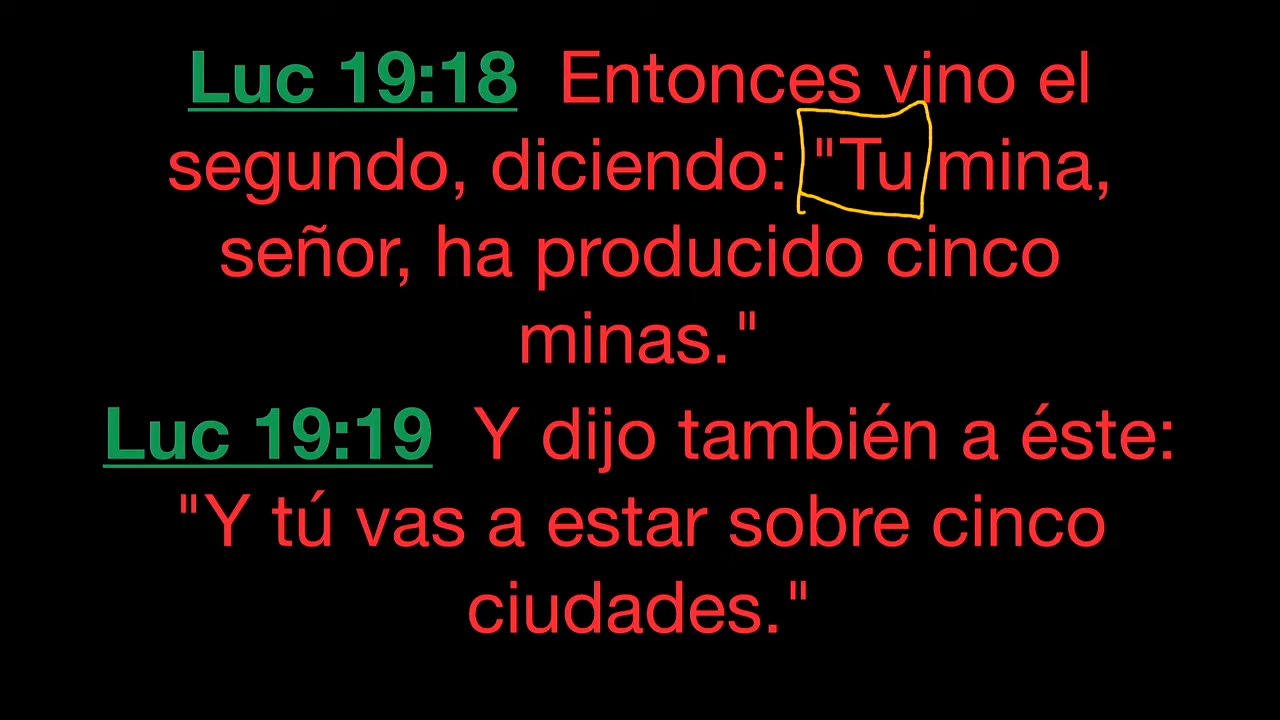 Luc 19:18 Entonces vino el
segundo, diciendo: "Tu mina,
señor, ha producido cinco
minas."
Luc 19:19 Y dijo también a éste:
"Y tú vas a estar sobre cinco
ciudades."